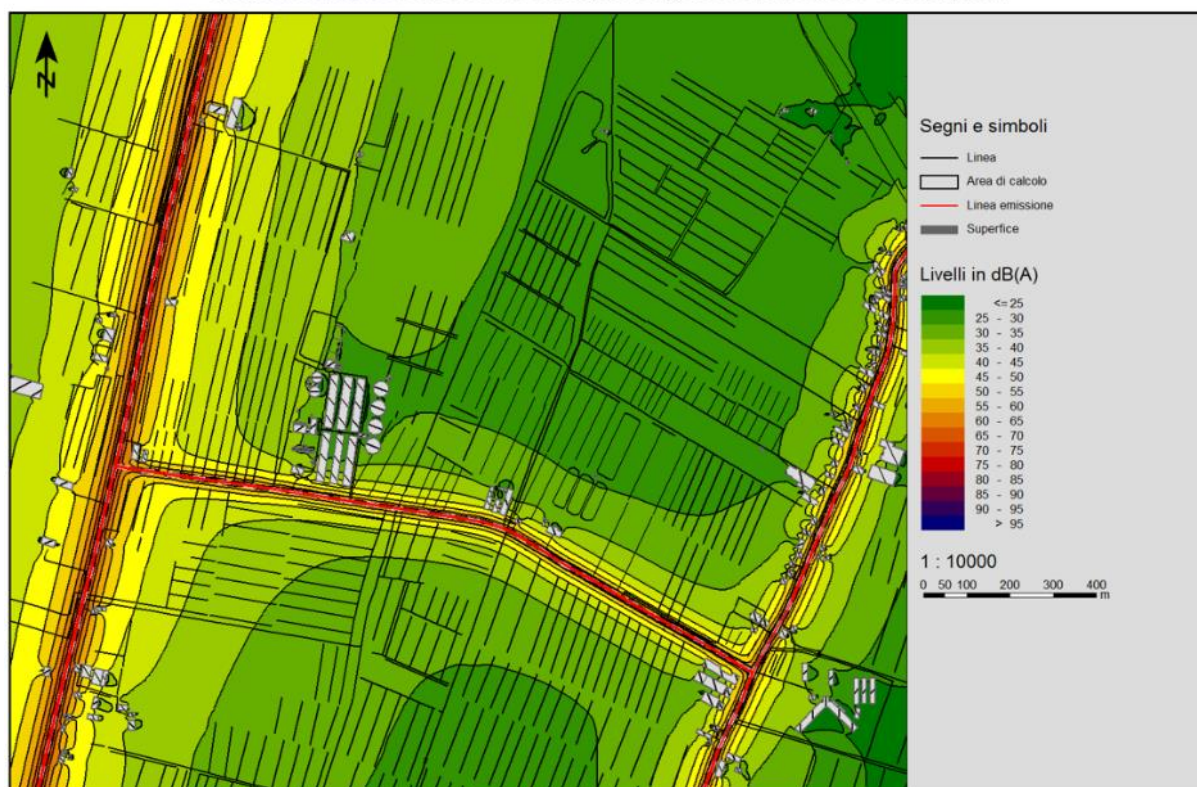 N
Segni e simboli
Linea
Area di calcolo
Linea emissione
Superfice
Livelli in dB(A)
<= 25
25 - 30
30 - 35
35 - 40
40 - 45
45 - 50
50 - 55
55 - 60
60 - 65
65 - 70
70 - 75
75 - 80
80 - 85
85 - 90
90 - 95
> 95
1 : 10000
0 50 100 200 300 400
m